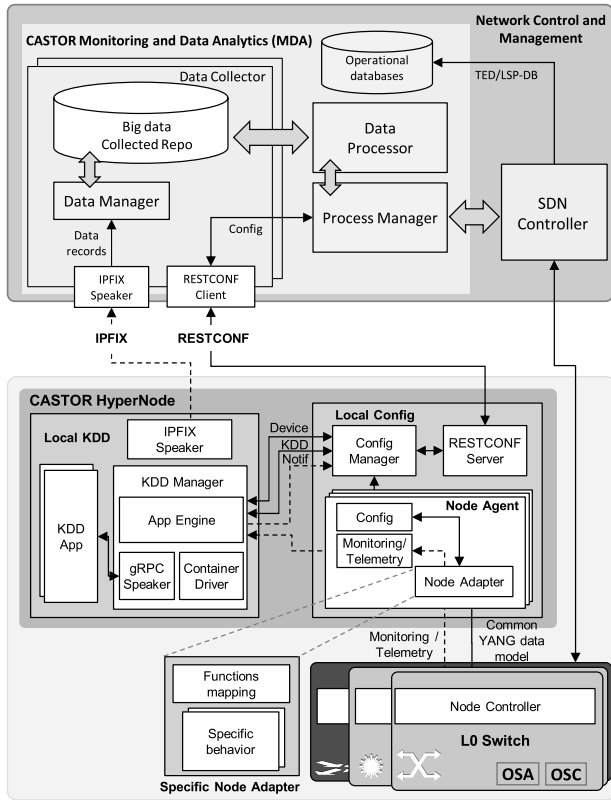 Network Control and
Management
CASTOR Monitoring and Data Analytics (MDA)
Operational
databases
TED/LSP-DB
Data Collector
Big data
Collected Repo
Data
Processor
Data Manager
Process Manager
SDN
Controller
Data
records
Config
IPFIX
Speaker
RESTCONF
Client
IPFIX
RESTCONF
CASTOR HyperNode
Local KDD
IPFIX
Speaker
Local Config
Device
KDD
Notif
Config
Manager
RESTCONF
Server
KDD Manager
App Engine
KDD
App
gRPC
Speaker
Container
Driver
Node Agent
Config
Monitoring/
Telemetry
Node Adapter
Monitoring /
Telemetry
Common
YANG data
model
Functions
mapping
Specific
behavior
Specific Node Adapter
Node Controller
L0 Switch
OSA
OSC